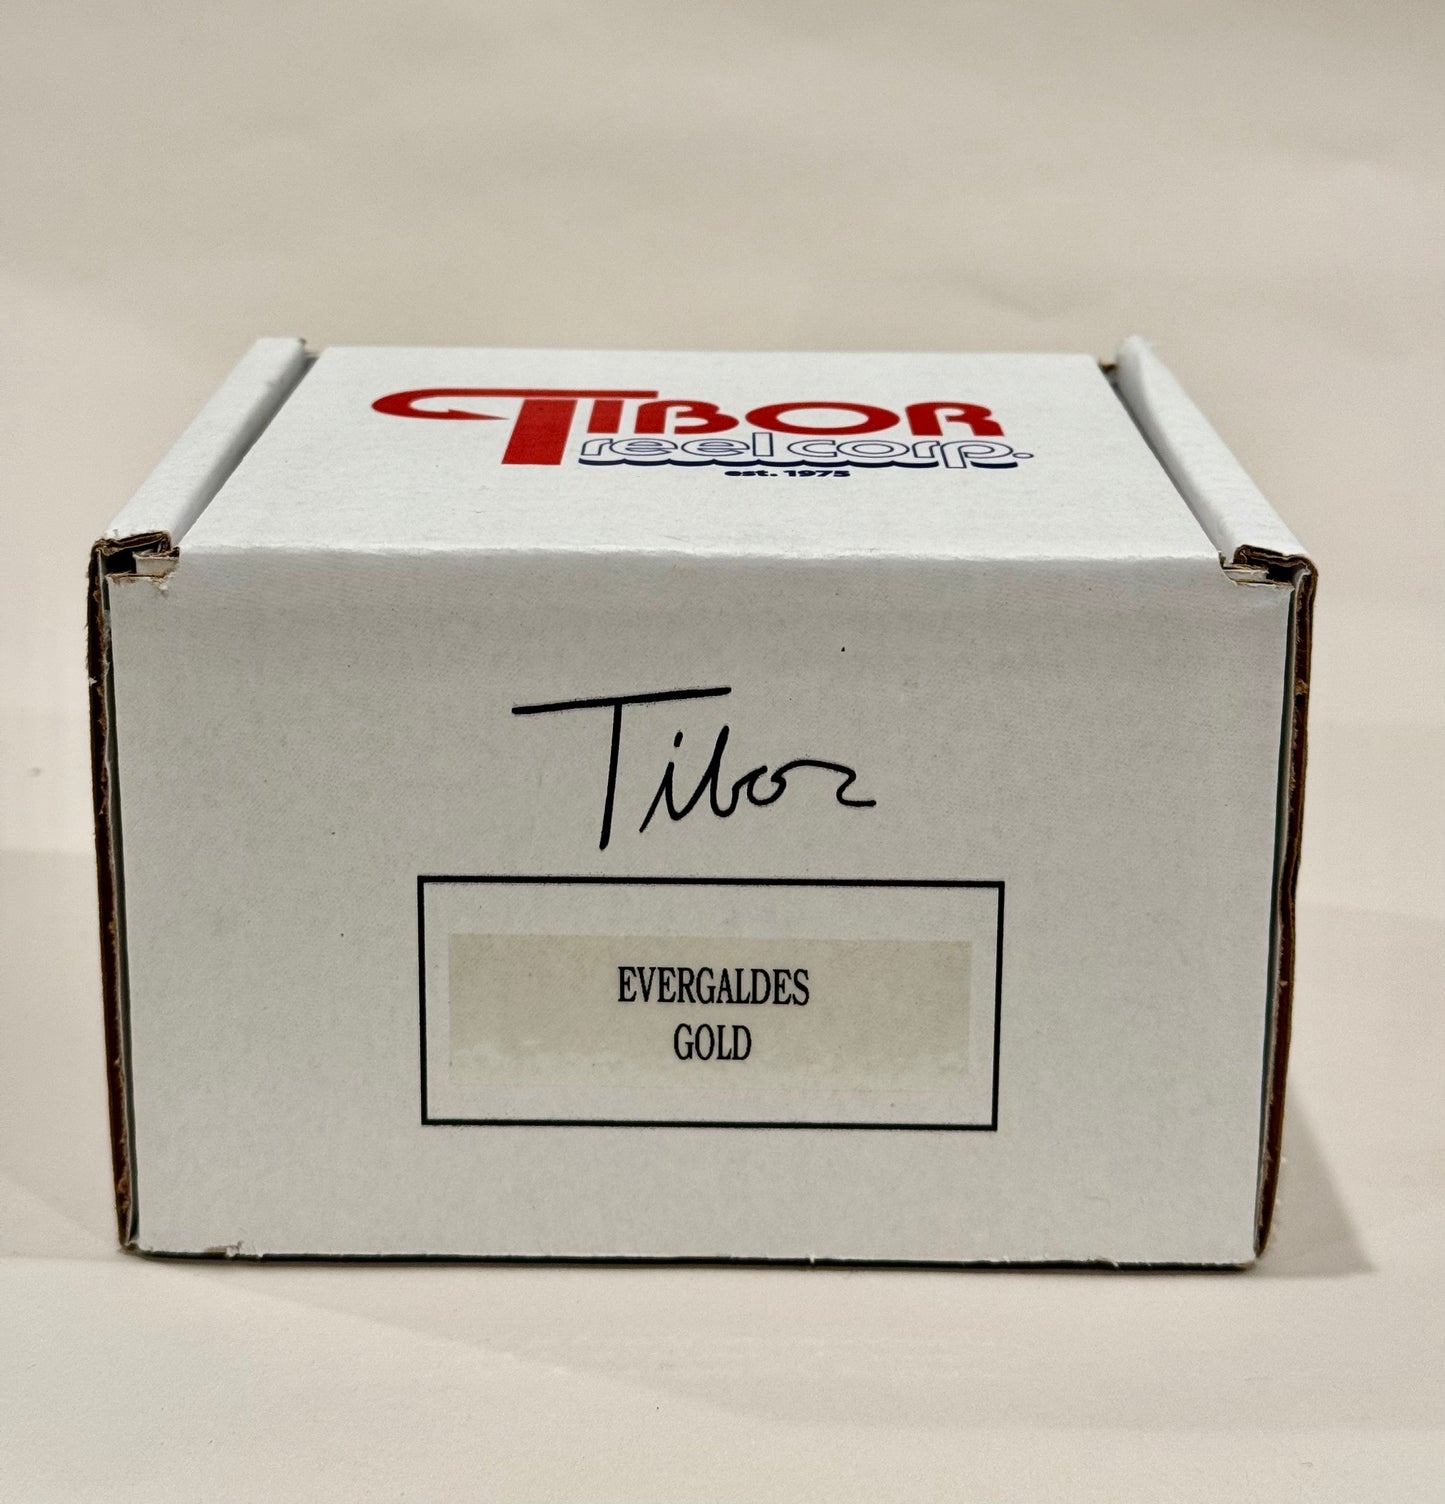 TIBOR
reel corp.
est. 1975
Tibor
EVERGALDES
GOLD